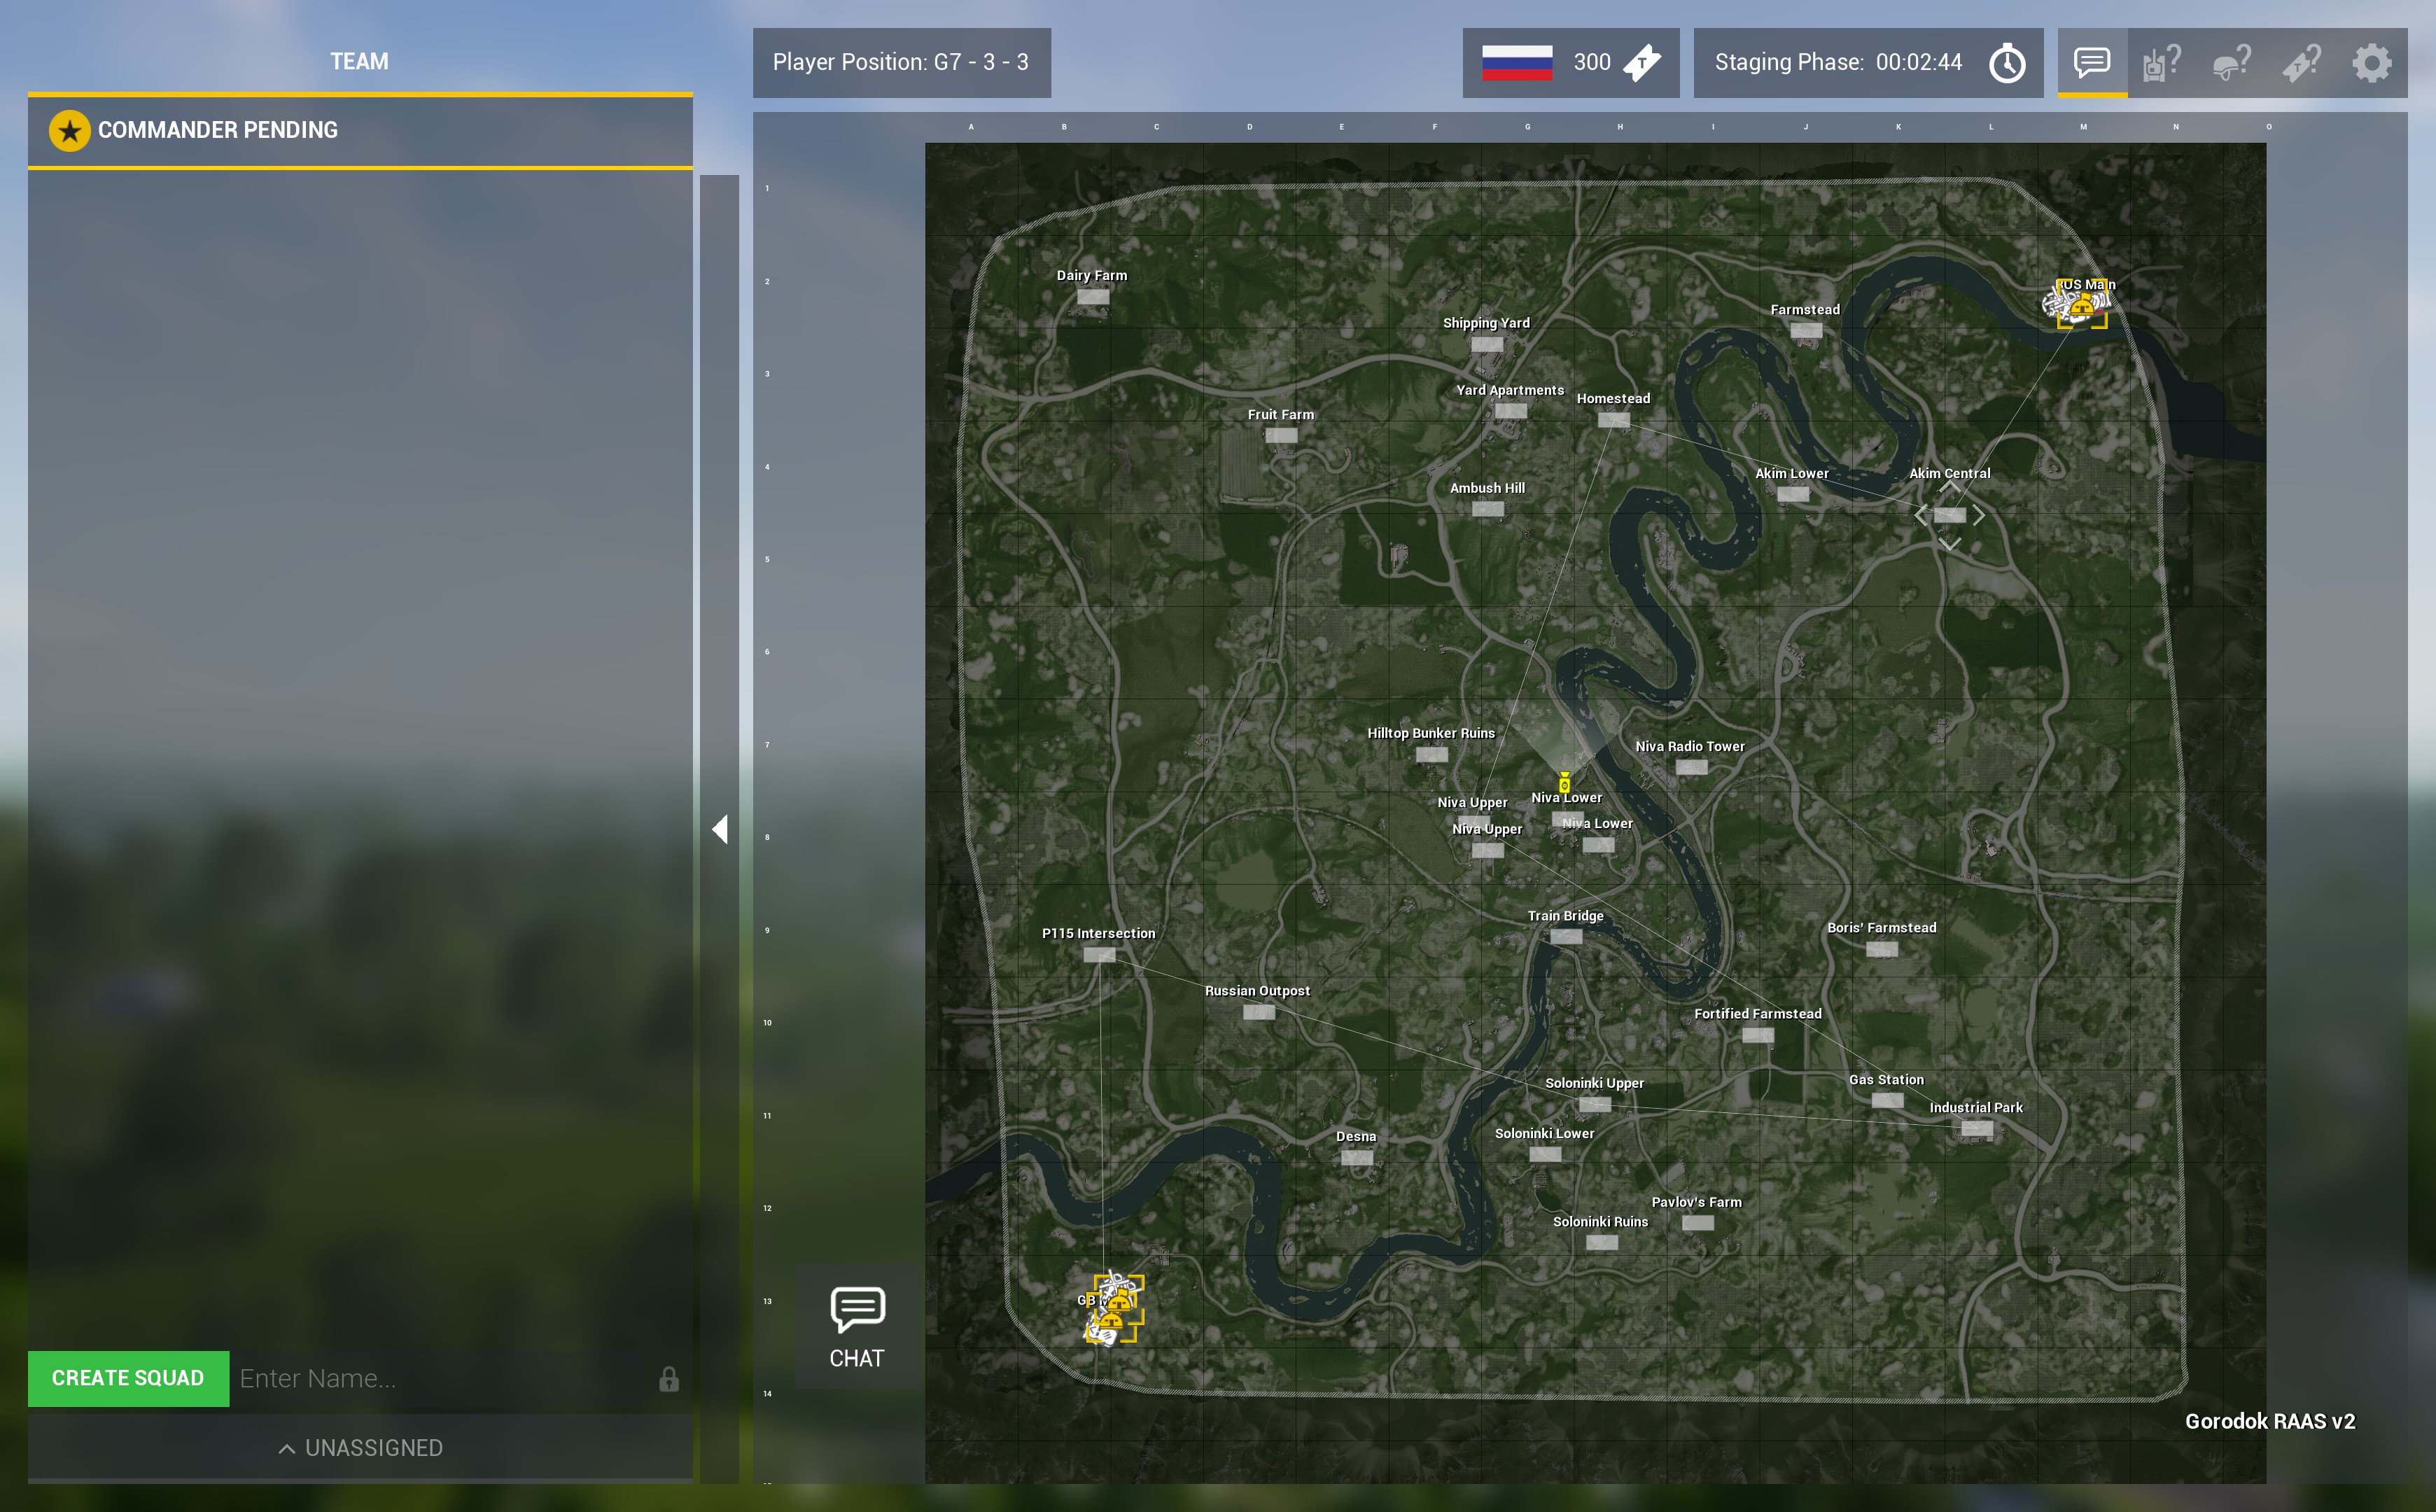 TEAM
COMMANDER PENDING
Player Position: G7 - 3 - 3
300
Staging Phase: 00:02:44
A B C D E F G H I J K L M N O
1
2
3
4
5
6
7
8
9
10
11
12
13
14
Dairy Farm
RUS Main
Farmstead
Shipping Yard
Yard Apartments
Homestead
Fruit Farm
Akim Lower
Akim Central
Ambush Hill
Hilltop Bunker Ruins
Niva Radio Tower
Niva Lower
Niva Upper
Niva Lower
Niva Upper
Train Bridge
Boris' Farmstead
P115 Intersection
Russian Outpost
Fortified Farmstead
Gas Station
Soloninki Upper
Industrial Park
Soloninki Lower
Desna
Pavlov's Farm
Soloninki Ruins
GB
CHAT
CREATE SQUAD
Enter Name...
UNASSIGNED
Gorodok RAAS v2